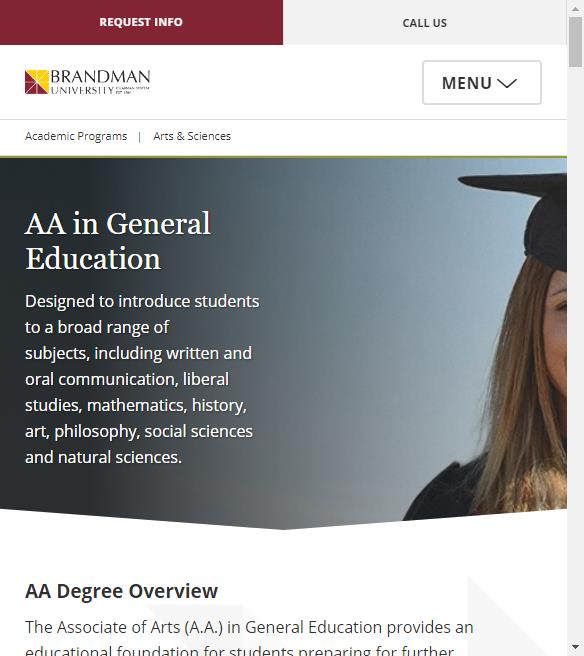 REQUEST INFO
CALL US
BRANDMAN
UNIVERSITY
MENU
Academic Programs | Arts & Sciences
AA in General
Education
Designed to introduce students
to a broad range of
subjects, including written and
oral communication, liberal
studies, mathematics, history,
art, philosophy, social sciences
and natural sciences.
AA Degree Overview
The Associate of Arts (A.A.) in General Education provides an
educational foundation for students preparing for further